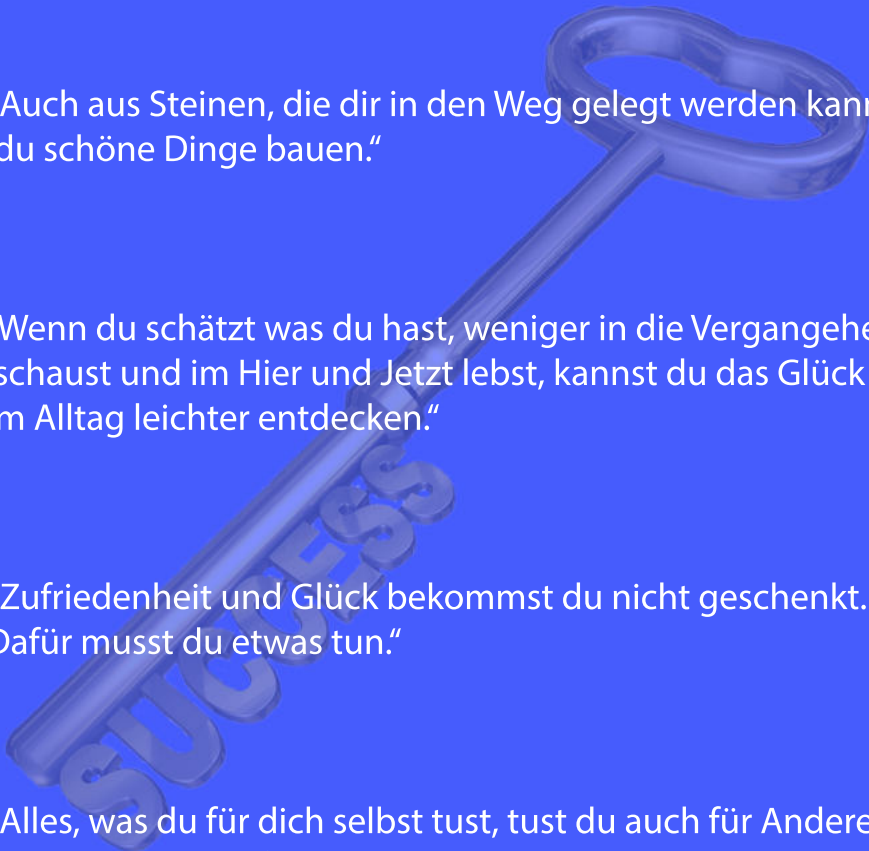 Auch aus Steinen, die dir in den Weg gelegt werden kann
du schöne Dinge bauen.“
Wenn du schätzt was du hast, weniger in die Vergangehe
schaust und im Hier und Jetzt lebst, kannst du das Glück
m Alltag leichter entdecken.“
Zufriedenheit und Glück bekommst du nicht geschenkt.
Dafür musst du etwas tun.“
SUCCESS
Alles, was du für dich selbst tust, tust du auch für Andere